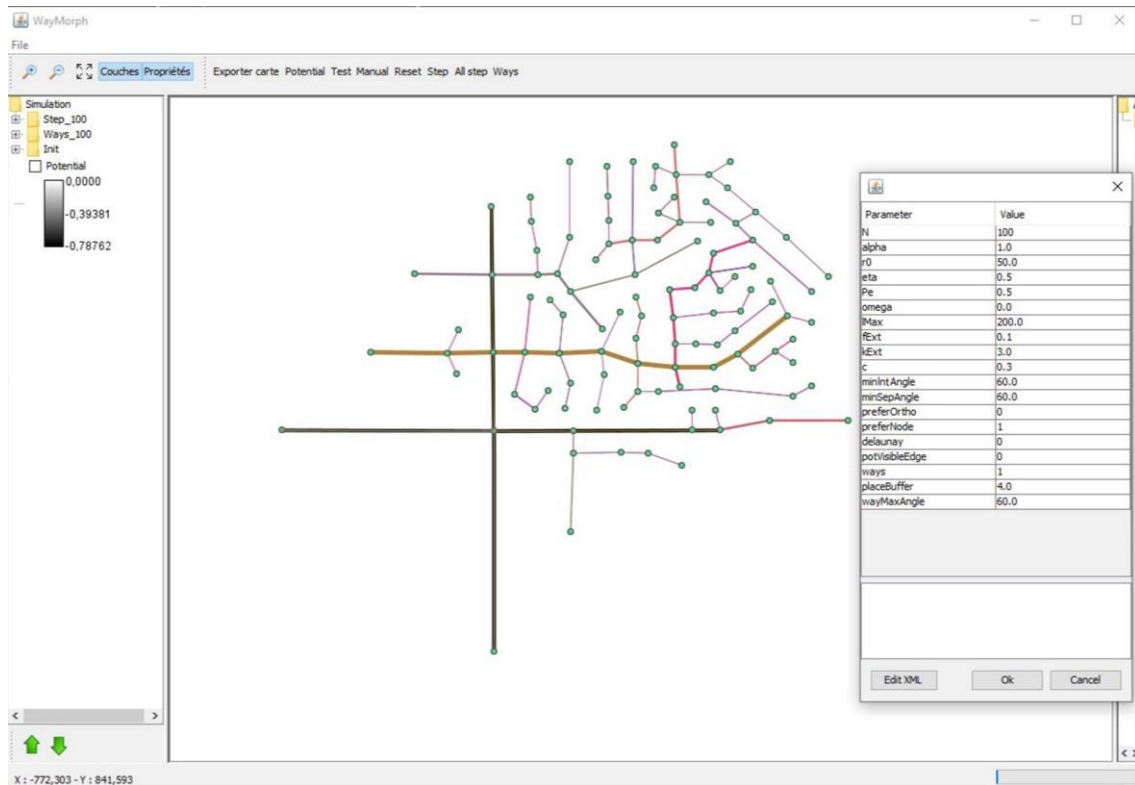 WayMorph
File
Couches Propriétés Exporter carte Potential Test Manual Reset Step All step Ways
Simulation
Step_100
Ways_100
Init
Potential
0,0000
-0,39381
-0,78762
Parameter Value
N 100
alpha 1.0
r0 50.0
eta 0.5
Pe 0.5
omega 0.0
lMax 200.0
fExt 0.1
kExt 3.0
c 0.3
minIntAngle 60.0
minSepAngle 60.0
preferOrtho 0
preferNode 1
delaunay 0
potVisibleEdge 0
ways 1
placeBuffer 4.0
wayMaxAngle 60.0
Edit XML Ok Cancel
X : -772,303 - Y : 841,593